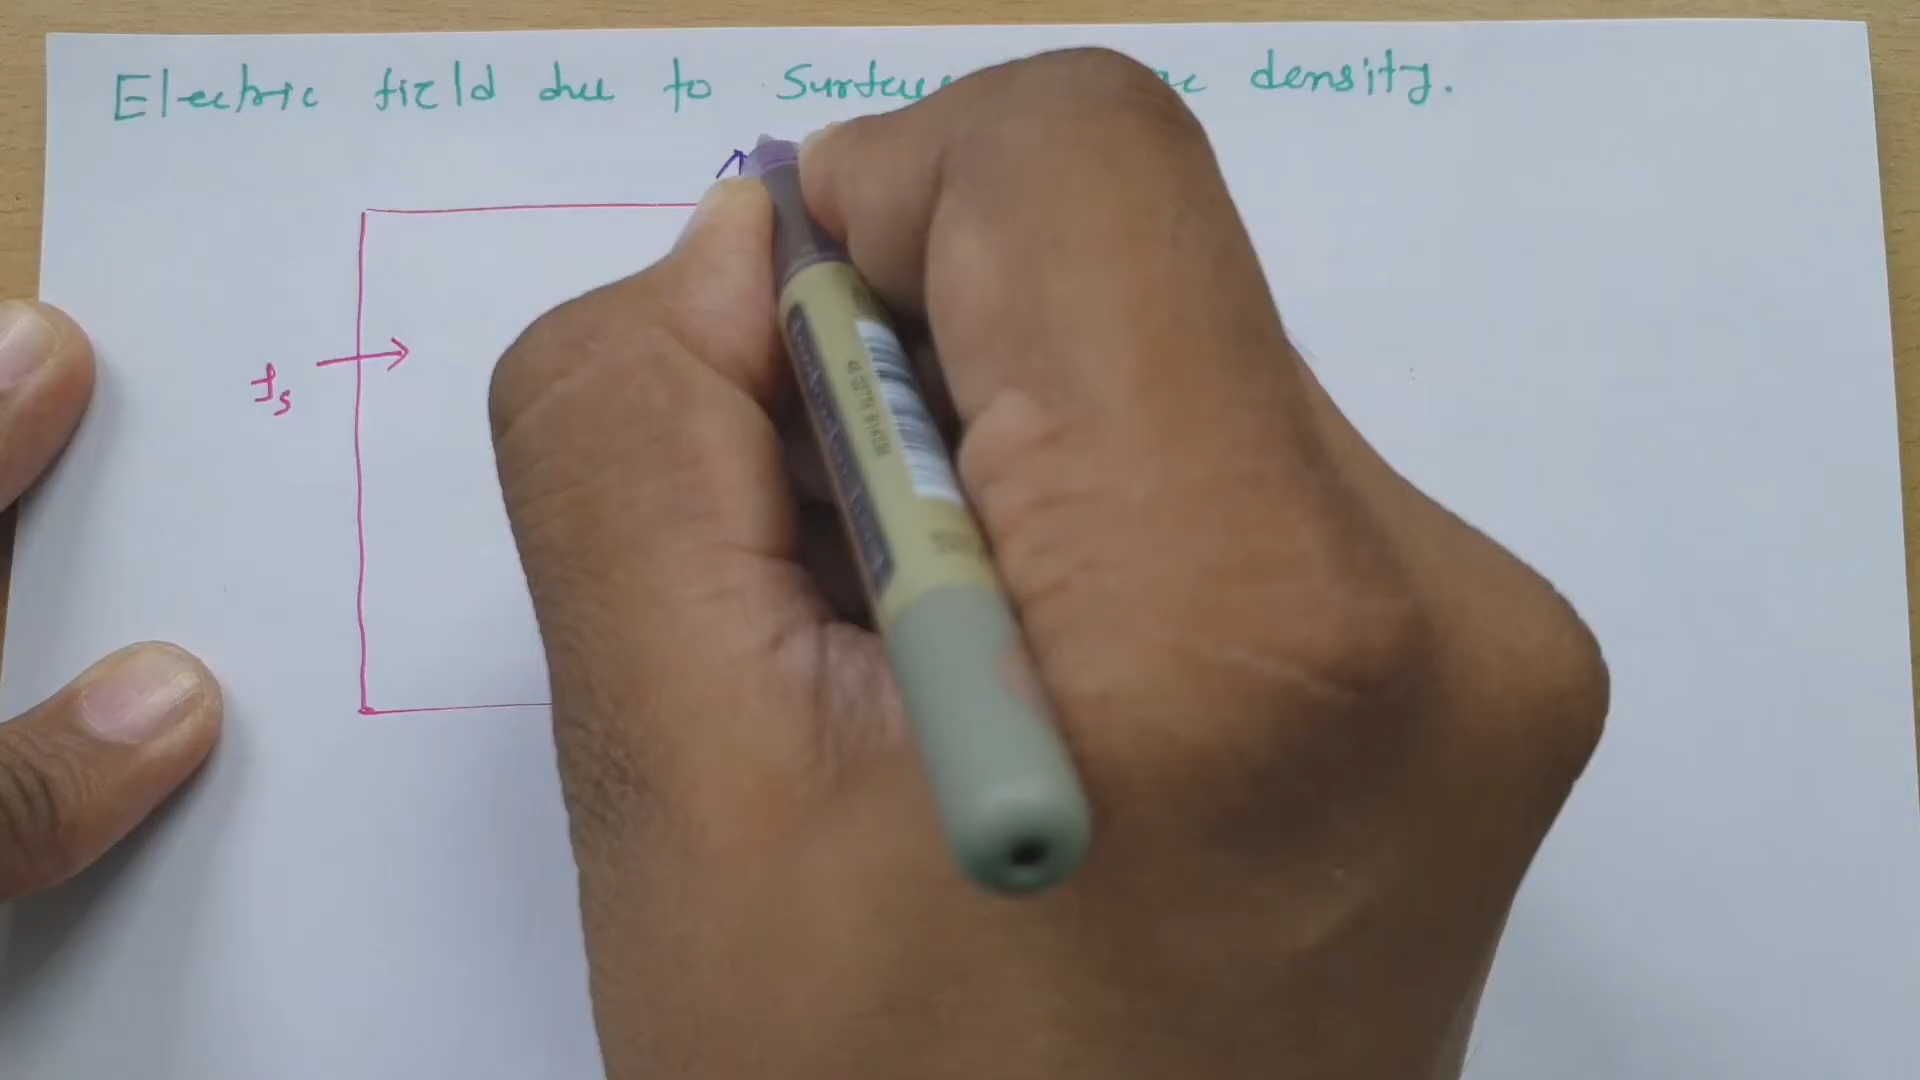 Electric field due to Surface density.
ρs